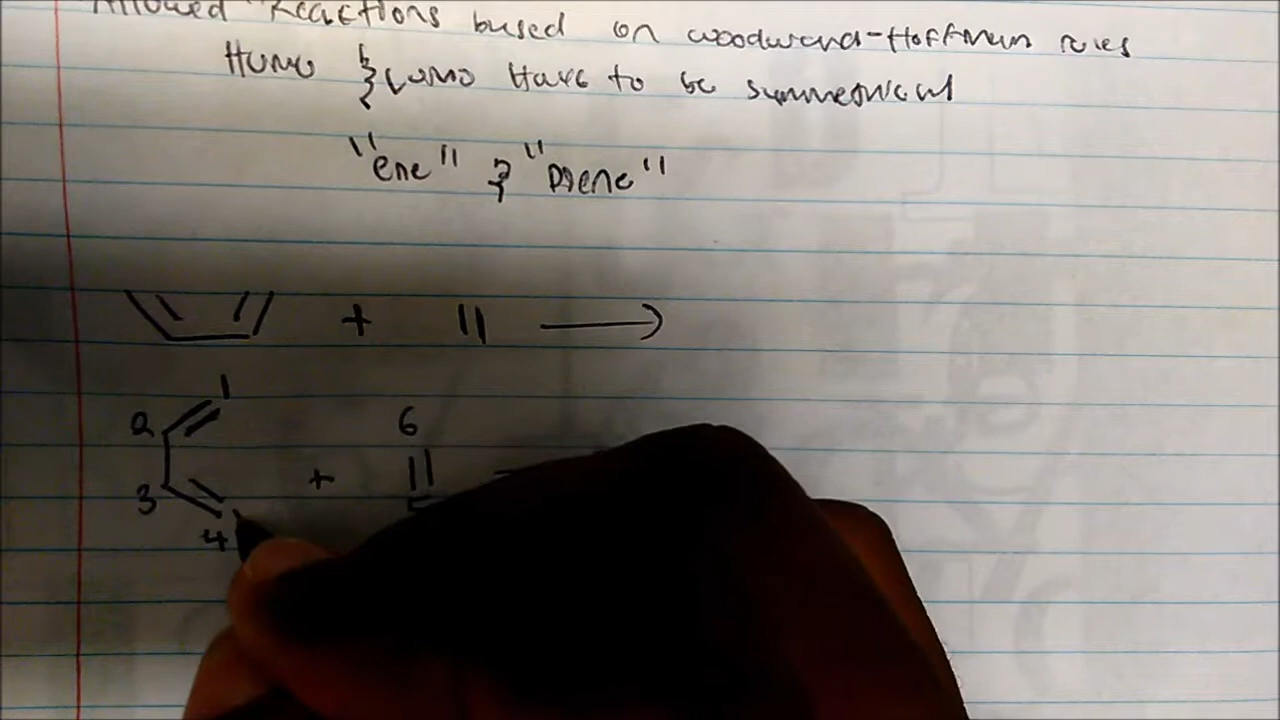 Allowed Reactions based on woodward-Hoffman rules
Homo & Lumo Have to be symmetrical
"ene" & "Diene"
+
1
2 6
+
3 5
4